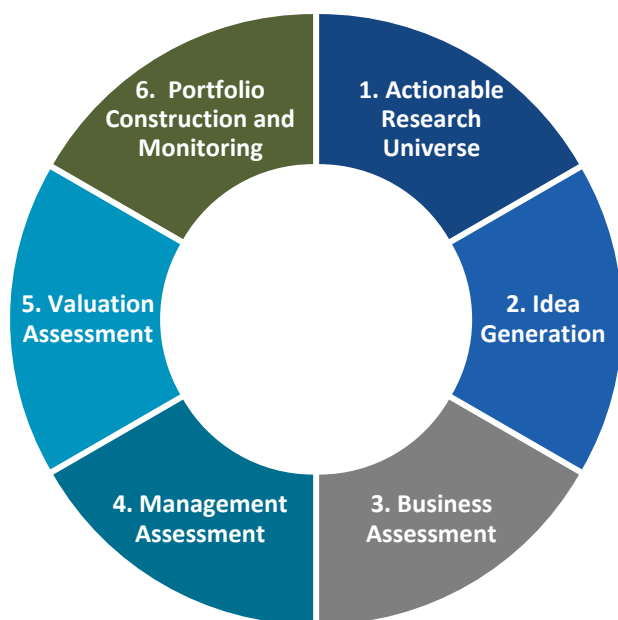 1. Actionable
Research
Universe
2. Idea
Generation
3. Business
Assessment
4. Management
Assessment
5. Valuation
Assessment
6. Portfolio
Construction and
Monitoring